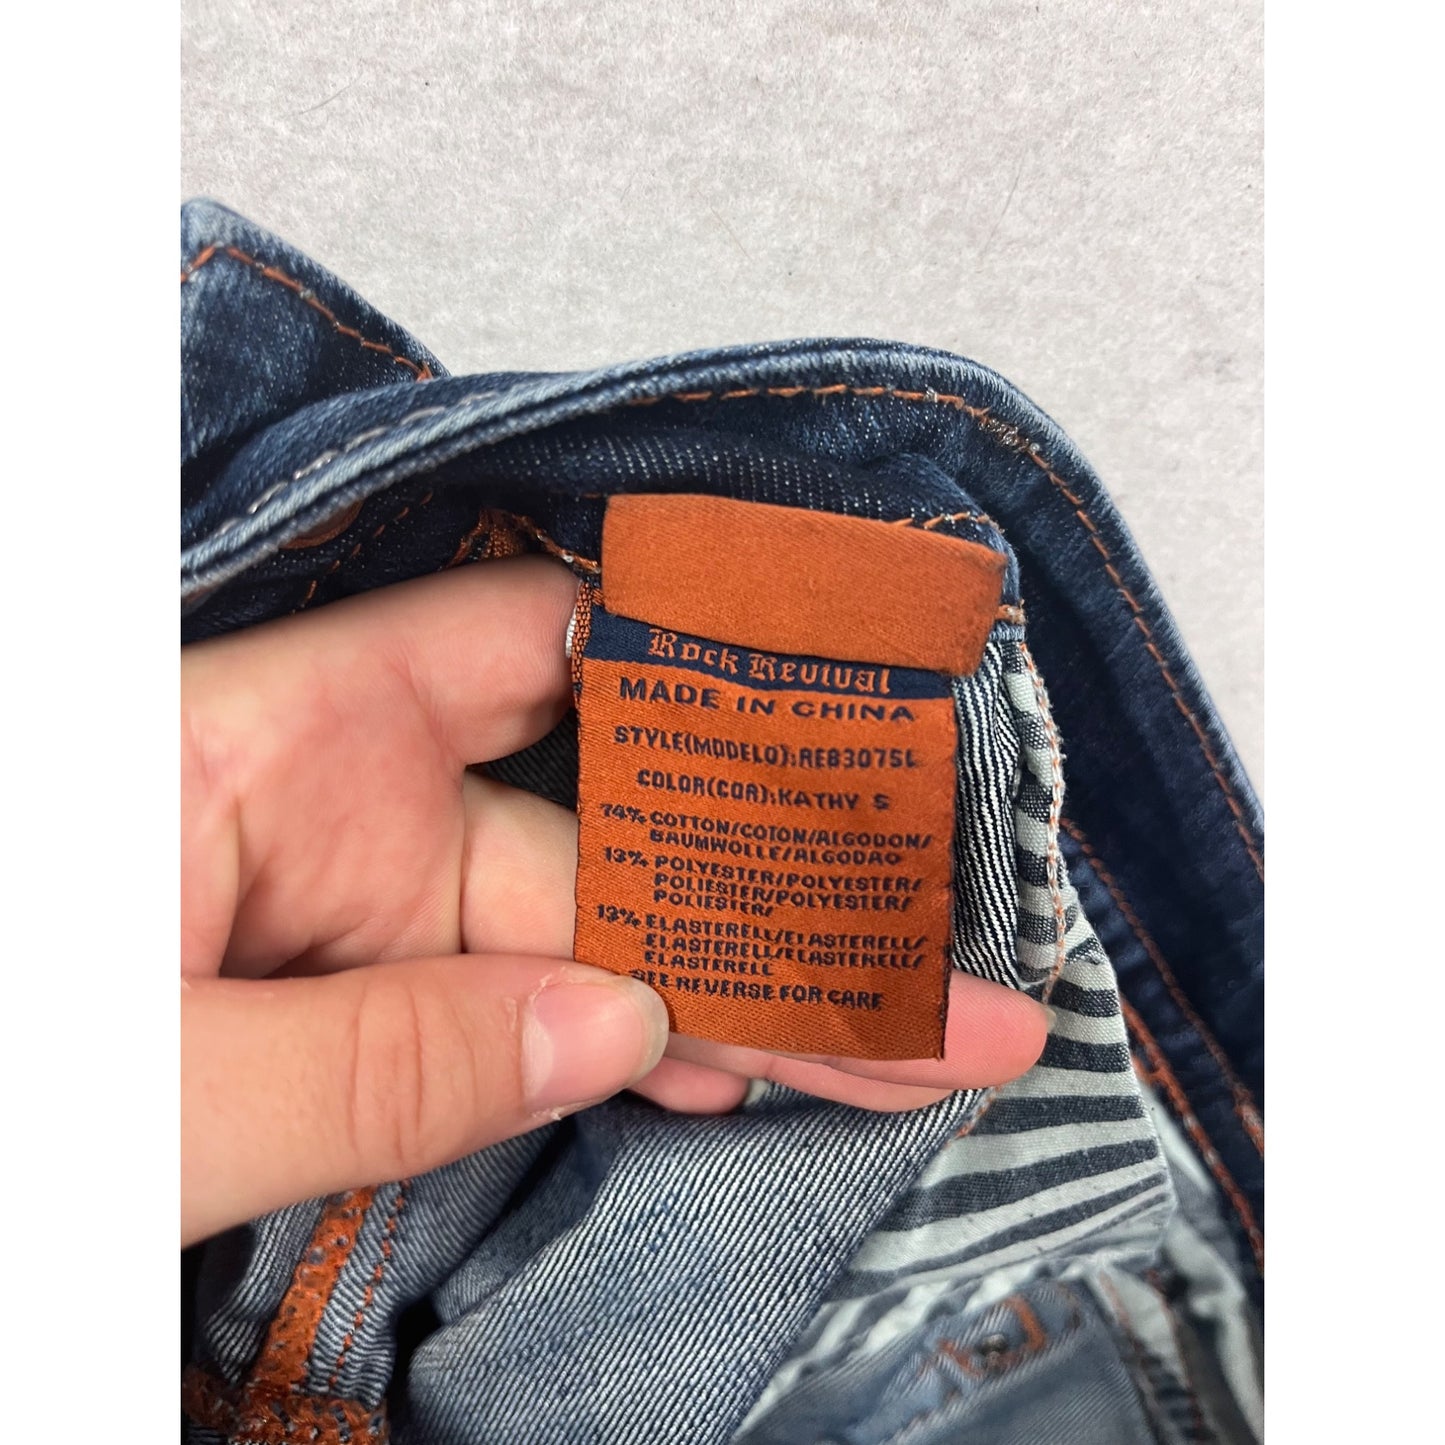 Rock Revival
MADE IN CHINA
STYLE(MODELO):RE83075L
COLOR(COR):KATHY S
74% COTTON/COTON/ALGODON/
BAUMWOLLE/ALGODAO
13% POLYESTER/POLYESTER/
POLIESTER/POLYESTER/
POLIESTER/
13% ELASTERELL/ELASTERELL/
ELASTERELL/ELASTERELL/
ELASTERELL
SEE REVERSE FOR CARE